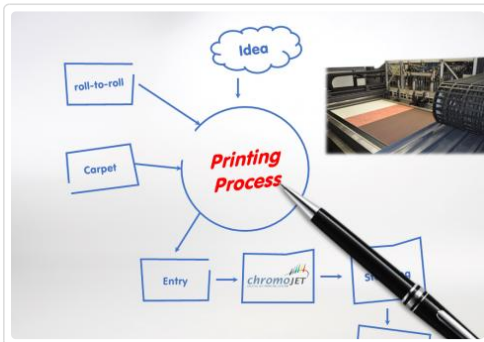 Idea
roll-to-roll
Printing
Process
Carpet
Entry
chromoJET